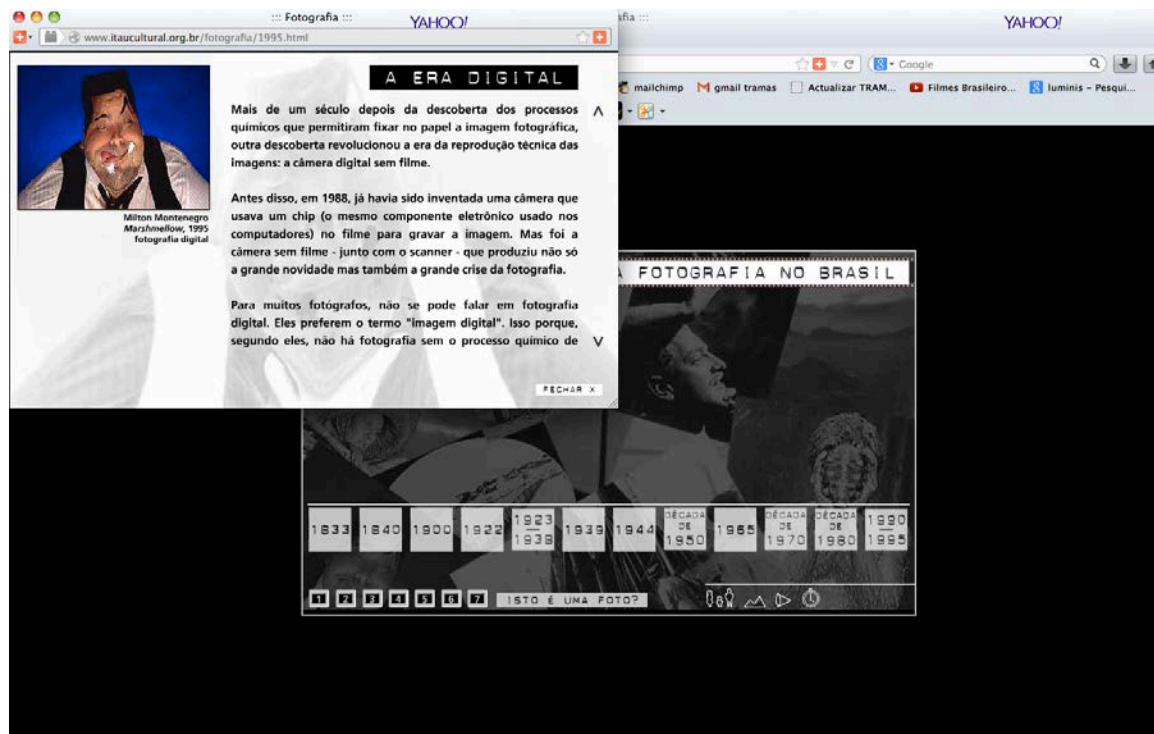 ::: Fotografia :::
YAHOO!
www.itaucultural.org.br/fotografia/1995.html
A ERA DIGITAL
Mais de um século depois da descoberta dos processos
químicos que permitiram fixar no papel a imagem fotográfica,
outra descoberta revolucionou a era da reprodução técnica das
imagens: a câmera digital sem filme.
Antes disso, em 1988, já havia sido inventada uma câmera que
usava um chip (o mesmo componente eletrônico usado nos
computadores) no filme para gravar a imagem. Mas foi a
câmera sem filme - junto com o scanner - que produziu não só
a grande novidade mas também a grande crise da fotografia.
Para muitos fotógrafos, não se pode falar em fotografia
digital. Eles preferem o termo "imagem digital". Isso porque,
segundo eles, não há fotografia sem o processo químico de
Milton Montenegro
Marshmellow, 1995
fotografia digital
FECHAR X
afia :::
YAHOO!
Google
mailchimp gmail tramas Actualizar TRAM... Filmes Brasileiro... luminis – Pesqui...
A FOTOGRAFIA NO BRASIL
1833 1840 1900 1922 1923 1938 1939 1944 DÉCADA DE 1950 1965 DÉCADA DE 1970 DÉCADA DE 1980 1990 1995
1 2 3 4 5 6 7 ISTO É UMA FOTO?